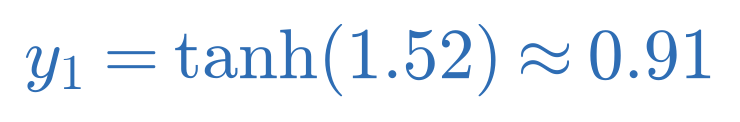 y₁ = tanh(1.52) ≈ 0.91